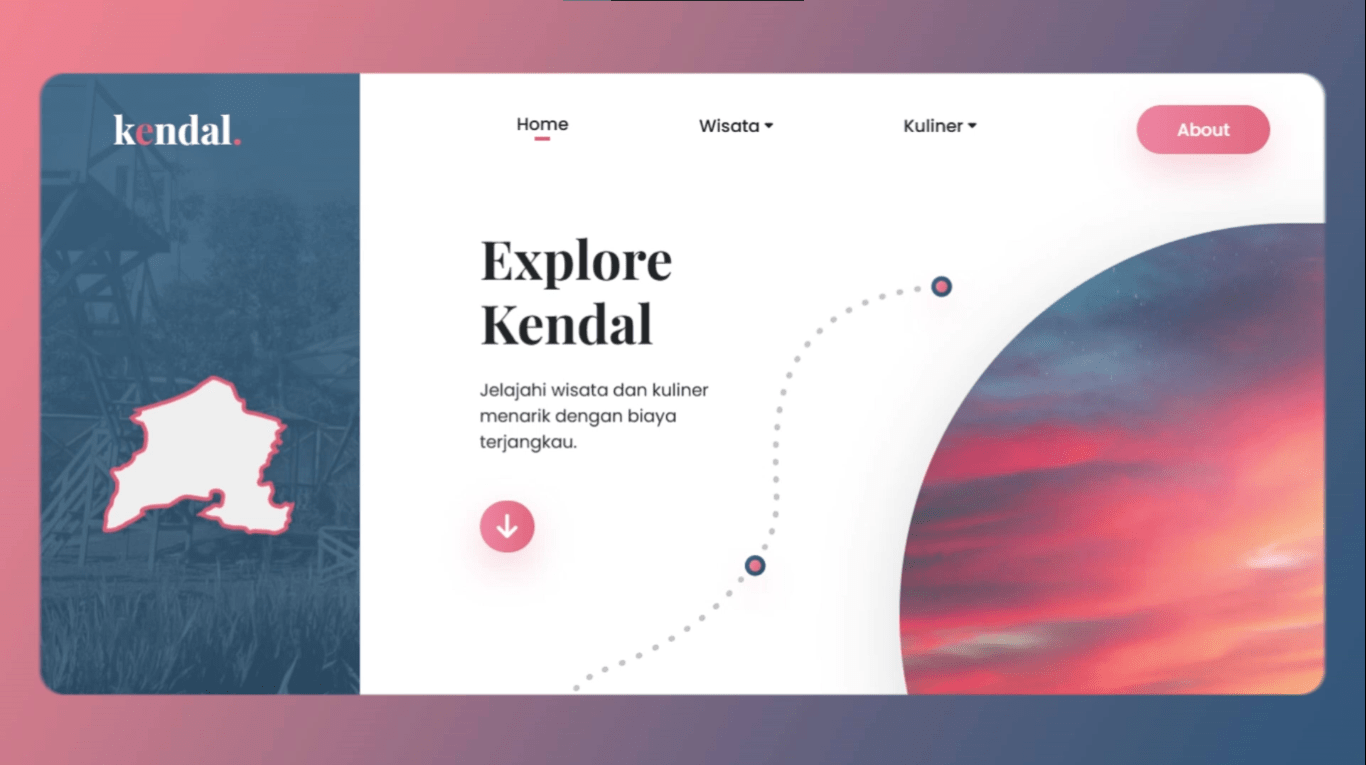 kendal.
Home
Wisata
Kuliner
About
Explore
Kendal
Jelajahi wisata dan kuliner
menarik dengan biaya
terjangkau.